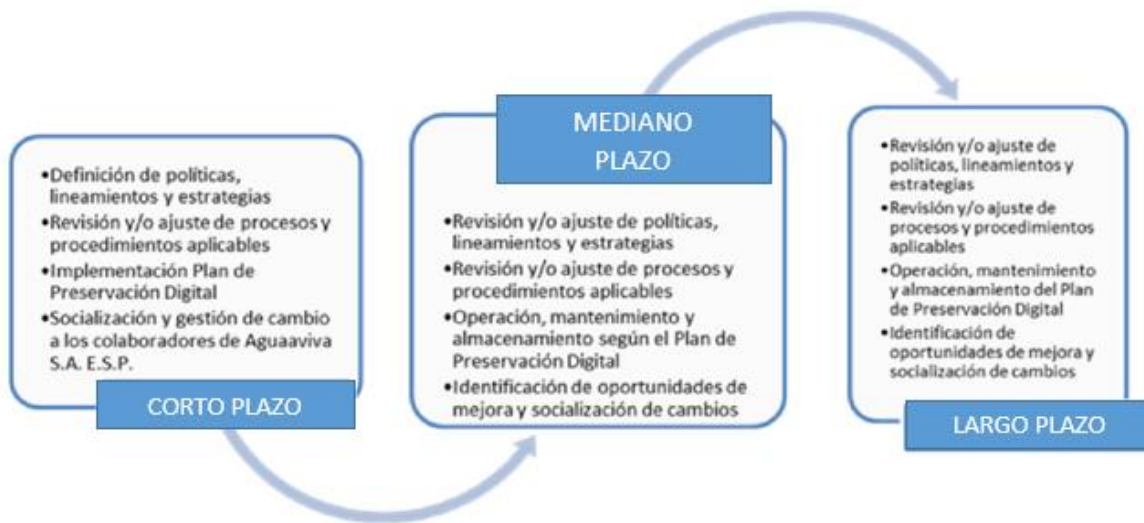 •Definición de políticas,
lineamientos y estrategias
•Revisión y/o ajuste de procesos y
procedimientos aplicables
•Implementación Plan de
Preservación Digital
•Socialización y gestión de cambio
a los colaboradores de Aguaaviva
S.A. E.S.P.
CORTO PLAZO
MEDIANO
PLAZO
•Revisión y/o ajuste de políticas,
lineamientos y estrategias
•Revisión y/o ajuste de procesos y
procedimientos aplicables
•Operación, mantenimiento y
almacenamiento según el Plan de
Preservación Digital
•Identificación de oportunidades de
mejora y socialización de cambios
•Revisión y/o ajuste de
políticas, lineamientos y
estrategias
•Revisión y/o ajuste de
procesos y procedimientos
aplicables
•Operación, mantenimiento
y almacenamiento del Plan
de Preservación Digital
•Identificación de
oportunidades de mejora y
socialización de cambios
LARGO PLAZO